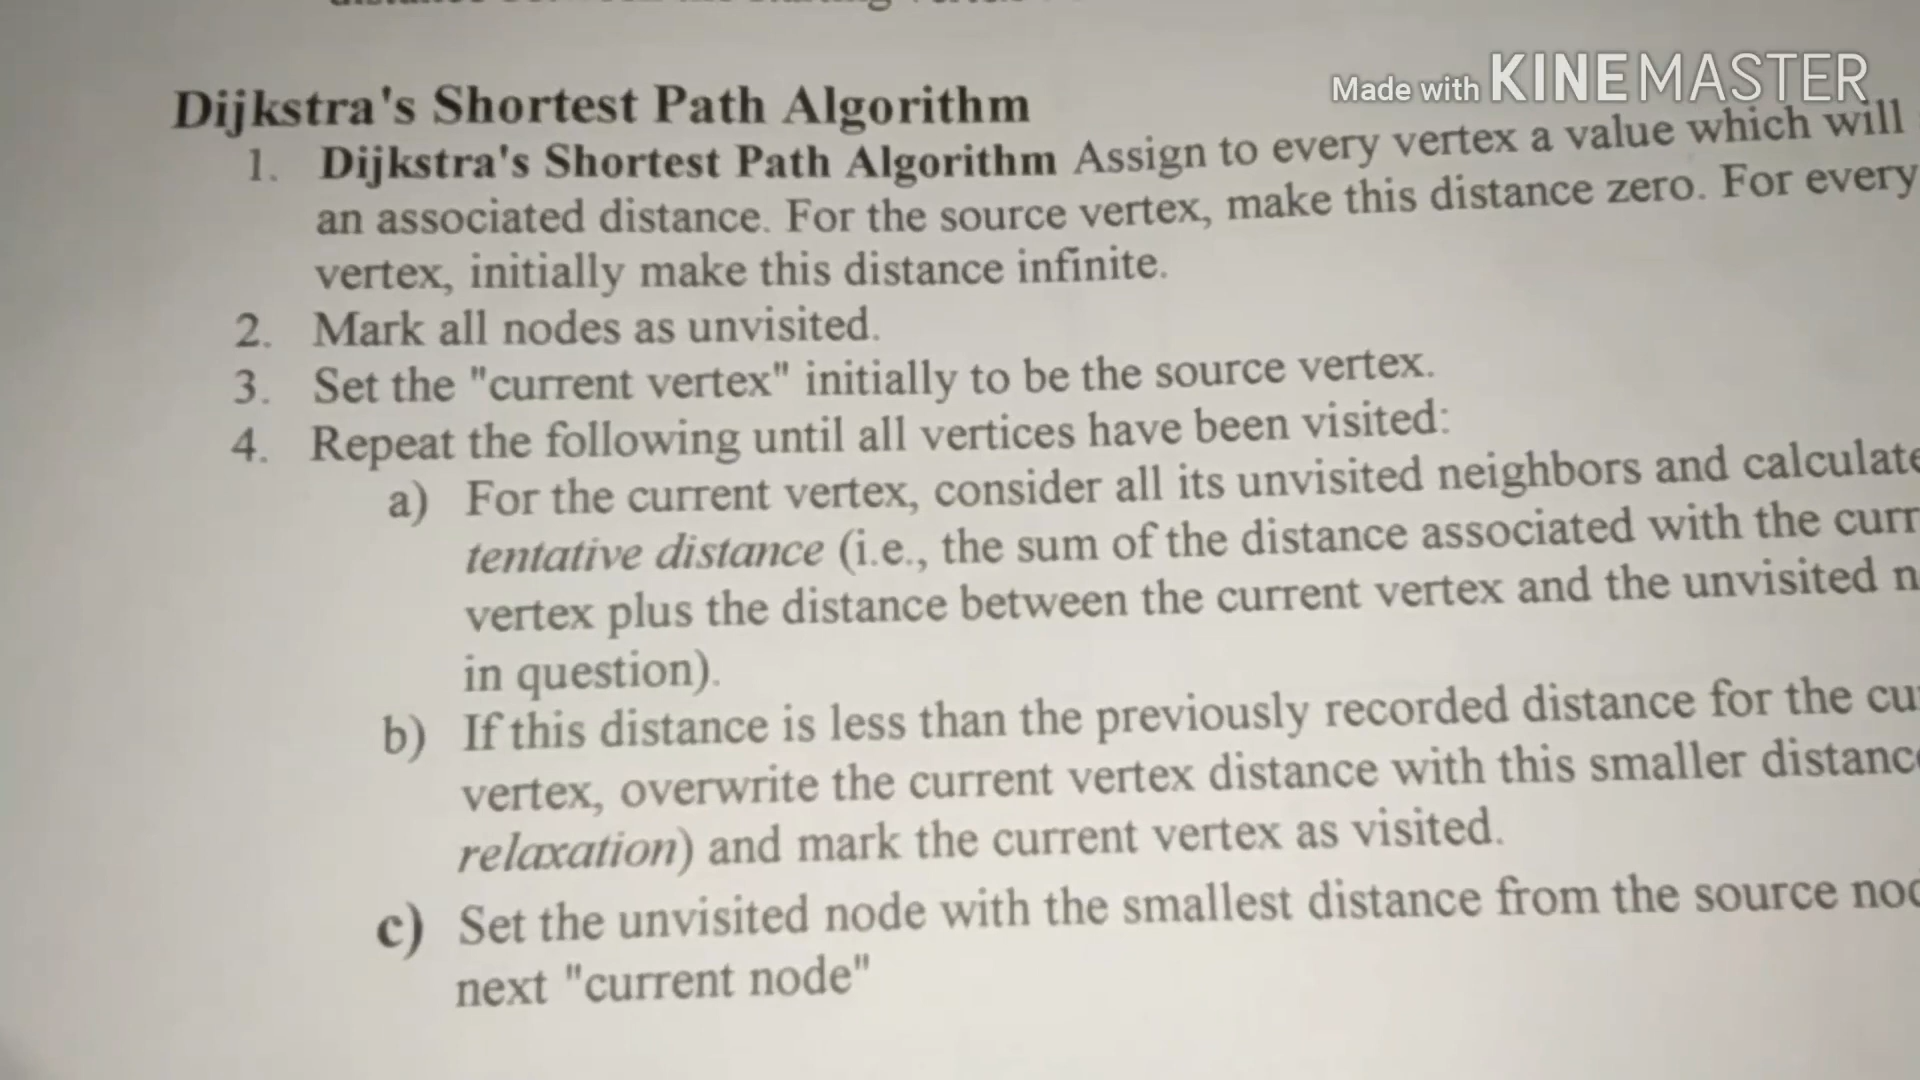 Made with KINEMASTER
Dijkstra's Shortest Path Algorithm
1. Dijkstra's Shortest Path Algorithm Assign to every vertex a value which will
an associated distance. For the source vertex, make this distance zero. For every
vertex, initially make this distance infinite.
2. Mark all nodes as unvisited.
3. Set the "current vertex" initially to be the source vertex.
4. Repeat the following until all vertices have been visited:
a) For the current vertex, consider all its unvisited neighbors and calculate
tentative distance (i.e., the sum of the distance associated with the curr
vertex plus the distance between the current vertex and the unvisited n
in question).
b) If this distance is less than the previously recorded distance for the cu
vertex, overwrite the current vertex distance with this smaller distance
relaxation) and mark the current vertex as visited.
c) Set the unvisited node with the smallest distance from the source nod
next "current node"